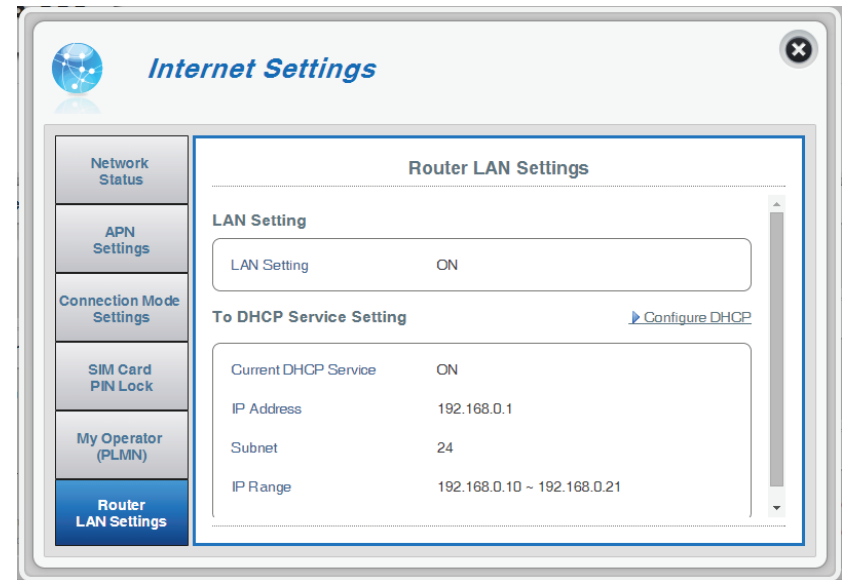 Internet Settings
Network
Status
APN
Settings
Connection Mode
Settings
SIM Card
PIN Lock
My Operator
(PLMN)
Router
LAN Settings
Router LAN Settings
LAN Setting
LAN Setting ON
To DHCP Service Setting Configure DHCP
Current DHCP Service ON
IP Address 192.168.0.1
Subnet 24
IP Range 192.168.0.10 ~ 192.168.0.21